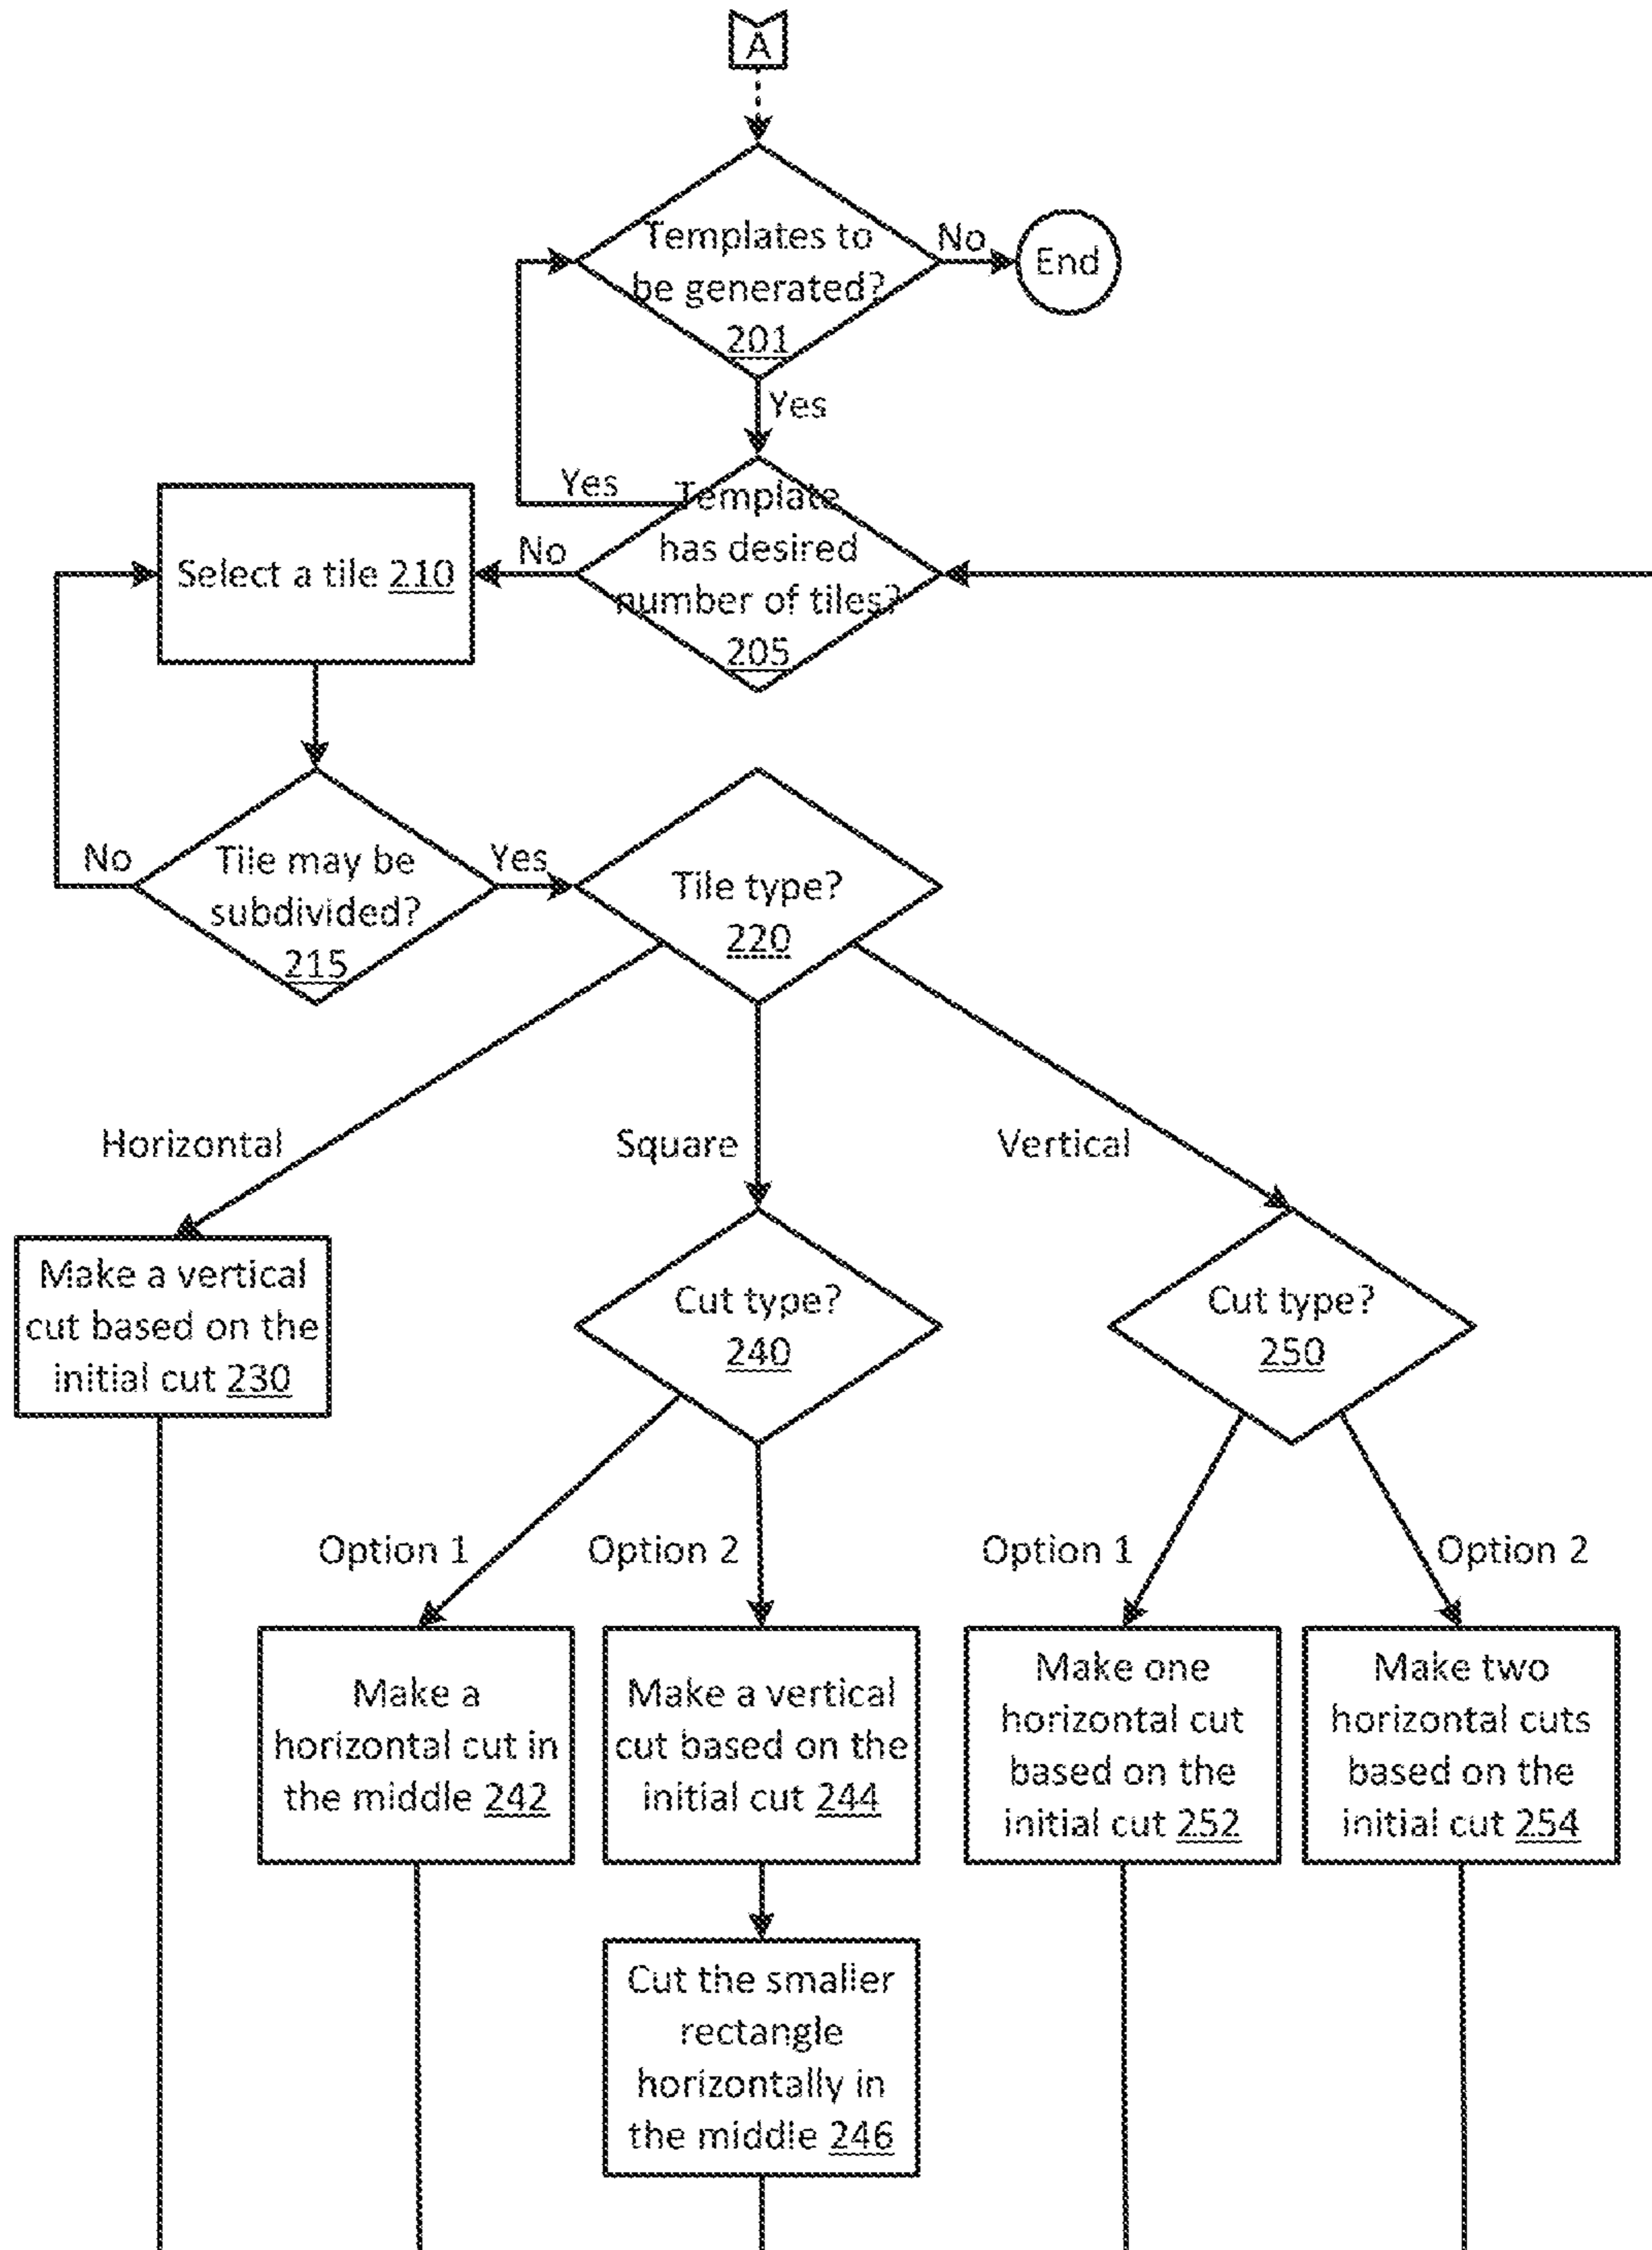 A
Templates to
be generated?
201
No
End
Yes
Yes
Template
has desired
number of tiles?
205
No
Select a tile 210
No
Tile may be
subdivided?
215
Yes
Tile type?
220
Horizontal
Square
Vertical
Make a vertical
cut based on the
initial cut 230
Cut type?
240
Cut type?
250
Option 1
Option 2
Option 1
Option 2
Make a
horizontal cut in
the middle 242
Make a vertical
cut based on the
initial cut 244
Make one
horizontal cut
based on the
initial cut 252
Make two
horizontal cuts
based on the
initial cut 254
Cut the smaller
rectangle
horizontally in
the middle 246